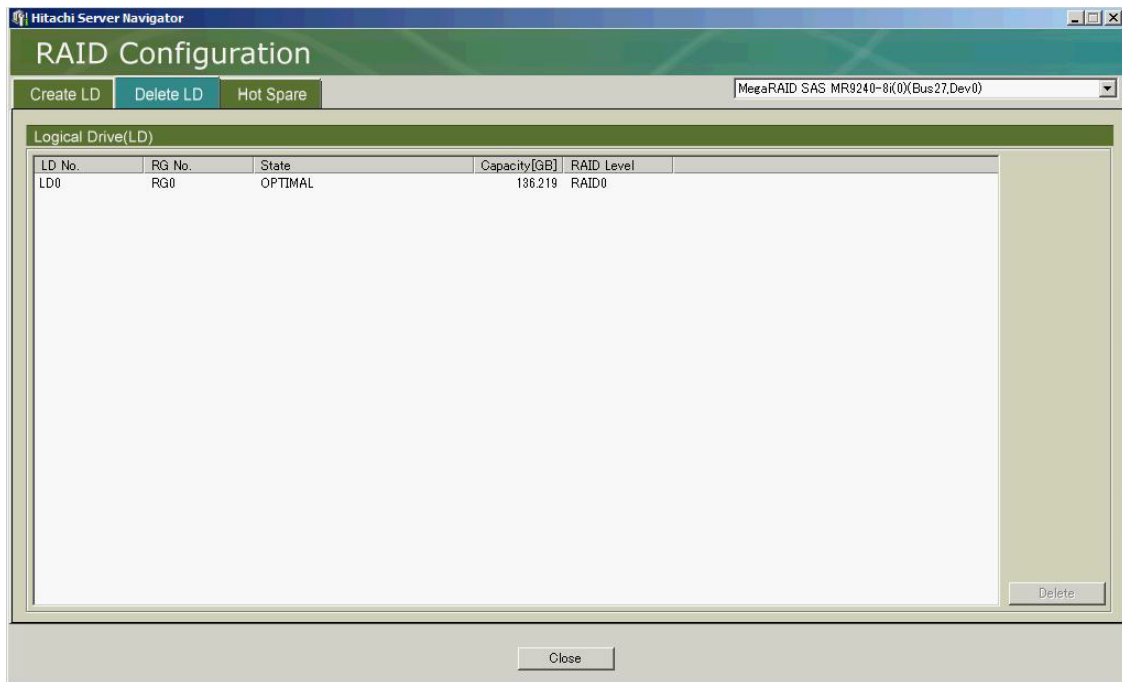 Hitachi Server Navigator
RAID Configuration
Create LD Delete LD Hot Spare MegaRAID SAS MR9240-8i(0)(Bus27,Dev0)
Logical Drive(LD)
LD No. RG No. State Capacity[GB] RAID Level
LD0 RG0 OPTIMAL 136.219 RAID0
Delete
Close